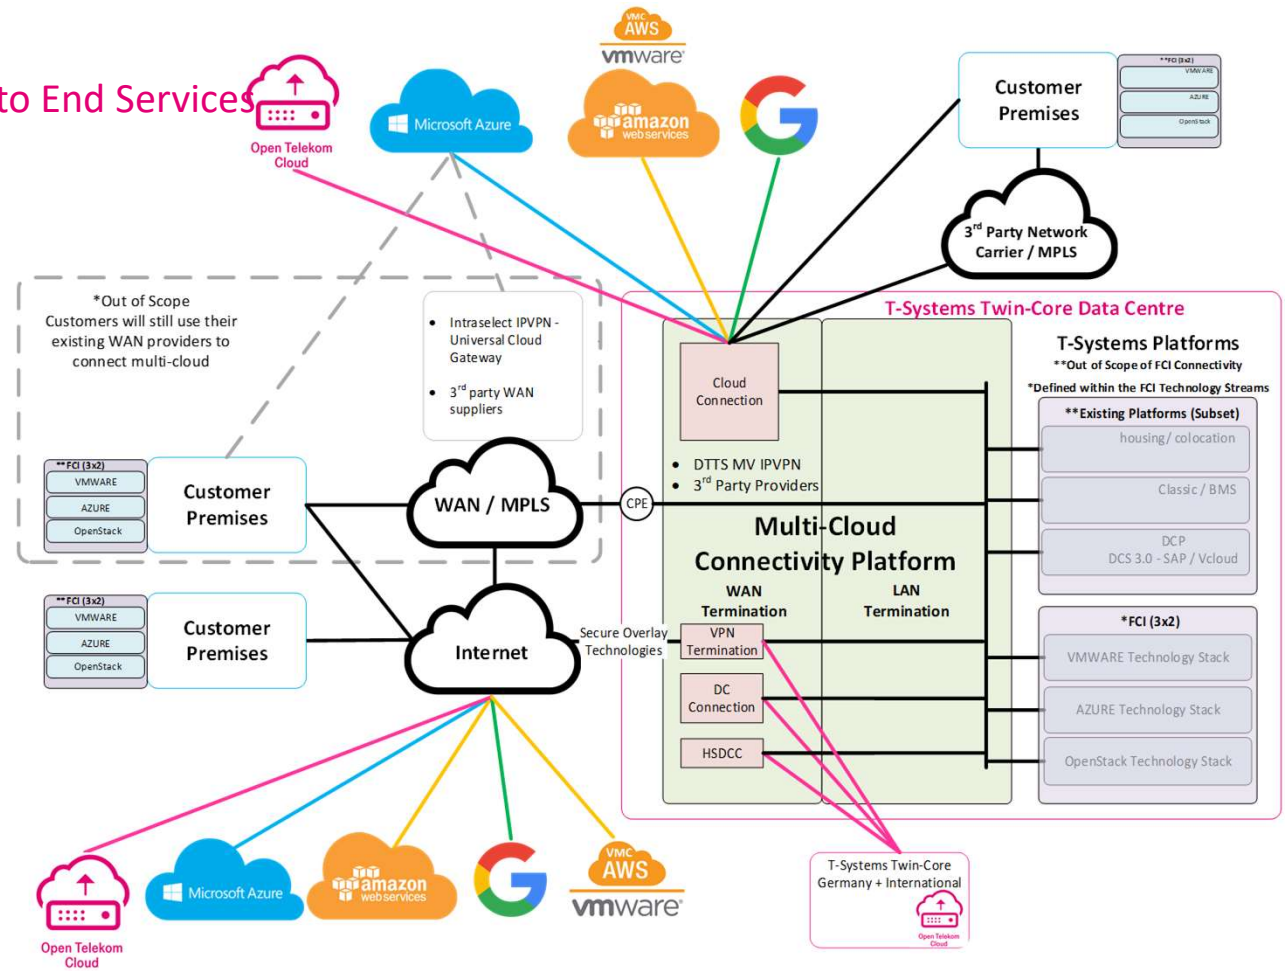 to End Services
Open Telekom
Cloud
Microsoft Azure
VMC
AWS
vmware
amazon
webservices
Customer
Premises
**FCI (3x2)
VMWARE
AZURE
OpenStack
3rd Party Network
Carrier / MPLS
*Out of Scope
Customers will still use their
existing WAN providers to
connect multi-cloud
• Intraselect IPVPN -
Universal Cloud
Gateway
• 3rd party WAN
suppliers
**FCI (3x2)
VMWARE
AZURE
OpenStack
Customer
Premises
WAN / MPLS
CPE
**FCI (3x2)
VMWARE
AZURE
OpenStack
Customer
Premises
Internet
Secure Overlay
Technologies
T-Systems Twin-Core Data Centre
Cloud
Connection
• DTTS MV IPVPN
• 3rd Party Providers
Multi-Cloud
Connectivity Platform
WAN
Termination
LAN
Termination
VPN
Termination
DC
Connection
HSDCC
T-Systems Platforms
**Out of Scope of FCI Connectivity
*Defined within the FCI Technology Streams
**Existing Platforms (Subset)
housing/ colocation
Classic / BMS
DCP
DCS 3.0 - SAP / Vcloud
*FCI (3x2)
VMWARE Technology Stack
AZURE Technology Stack
OpenStack Technology Stack
Open Telekom
Cloud
Microsoft Azure
amazon
webservices
VMC
AWS
vmware
T-Systems Twin-Core
Germany + International
Open Telekom
Cloud